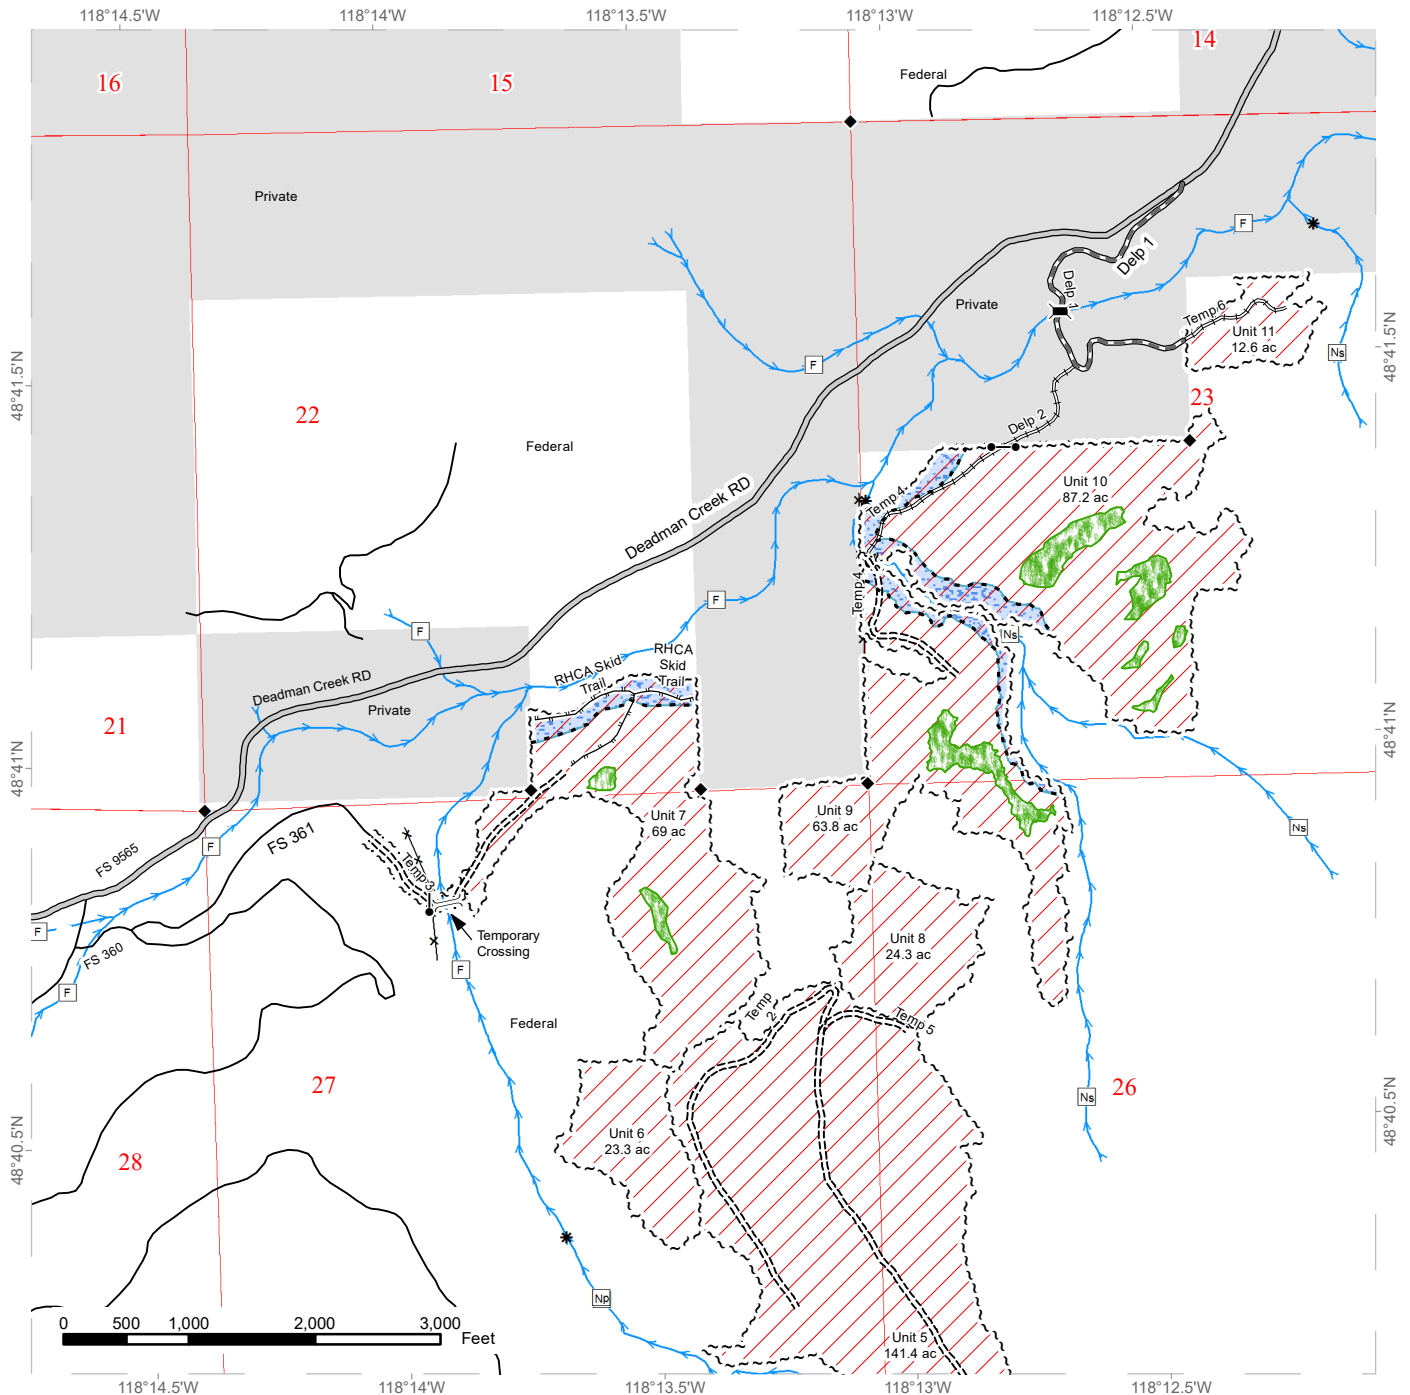 118°14.5'W
118°14'W
118°13.5'W
118°13'W
118°12.5'W
14
16
15
Federal
Private
F
Delp 1
Delp 1
F
Private
Temp 6
Unit 11
12.6 ac
Ns
48°41.5'N
48°41.5'N
23
22
Federal
Delp 2
Unit 10
87.2 ac
Temp 4
Deadman Creek RD
Temp 4
F
F
Ns
RHCA Skid
Trail
RHCA
Skid
Trail
Deadman Creek RD
Private
21
48°41'N
48°41'N
Unit 7
69 ac
Unit 9
63.8 ac
Ns
FS 9565
F
FS 361
Temp 3
F
FS 360
F
Temporary
Crossing
F
Unit 8
24.3 ac
Temp
2
Temp 5
Federal
27
26
Ns
48°40.5'N
48°40.5'N
28
Unit 6
23.3 ac
Np
0
500
1,000
2,000
3,000
Feet
Unit 5
141.4 ac
118°14.5'W
118°14'W
118°13.5'W
118°13'W
118°12.5'W